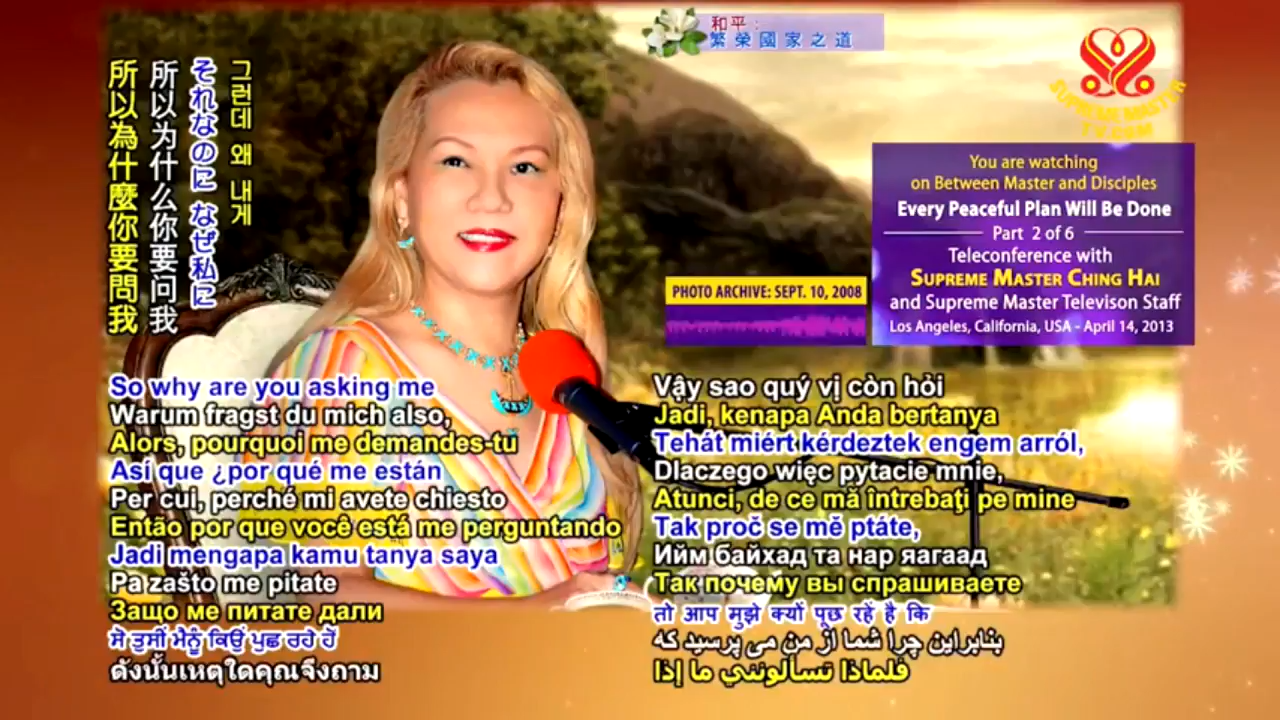 和平：
繁榮國家之道
SUPREME MASTER
TV.COM
그런데 왜 내게
それなのに なぜ私に
所以为什么你要问我
所以為什麼你要問我
You are watching
on Between Master and Disciples
Every Peaceful Plan Will Be Done
Part 2 of 6
Teleconference with
SUPREME MASTER CHING HAI
and Supreme Master Televison Staff
Los Angeles, California, USA - April 14, 2013
PHOTO ARCHIVE: SEPT. 10, 2008
So why are you asking me
Warum fragst du mich also,
Alors, pourquoi me demandes-tu
Así que ¿por qué me están
Per cui, perché mi avete chiesto
Então por que você está me perguntando
Jadi mengapa kamu tanya saya
Pa zašto me pitate
Защо ме питате дали
ਸੋ ਤੁਸੀਂ ਮੈਨੂੰ ਕਿਉਂ ਪੁਛ ਰਹੇ ਹੋਂ
ดังนั้นเหตุใดคุณจึงถาม
Vậy sao quý vị còn hỏi
Jadi, kenapa Anda bertanya
Tehát miért kérdeztek engem arról,
Dlaczego więc pytacie mnie,
Atunci, de ce mă întrebaţi pe mine
Tak proč se mě ptáte,
Ийм байхад та нар яагаад
Так почему вы спрашиваете
तो आप मुझे क्यों पूछ रहें है कि
بنابراین چرا شما از من می پرسید که
فلماذا تسألونني ما إذا